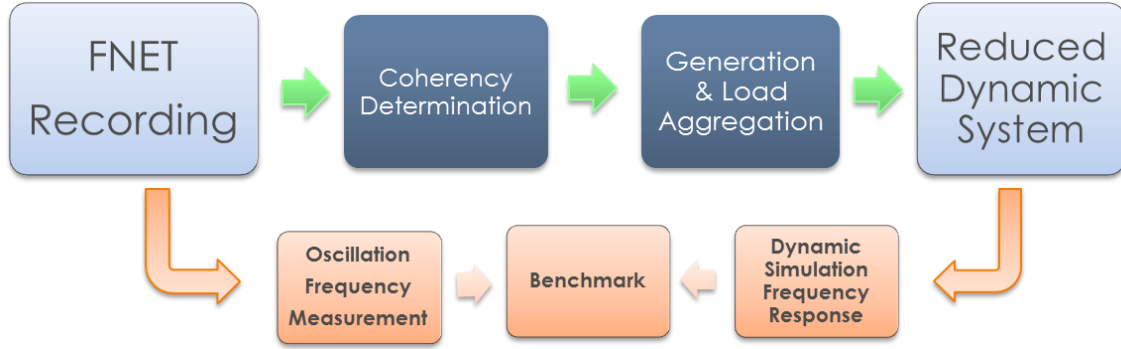 FNET
Recording
Coherency
Determination
Generation
& Load
Aggregation
Reduced
Dynamic
System
Oscillation
Frequency
Measurement
Benchmark
Dynamic
Simulation
Frequency
Response